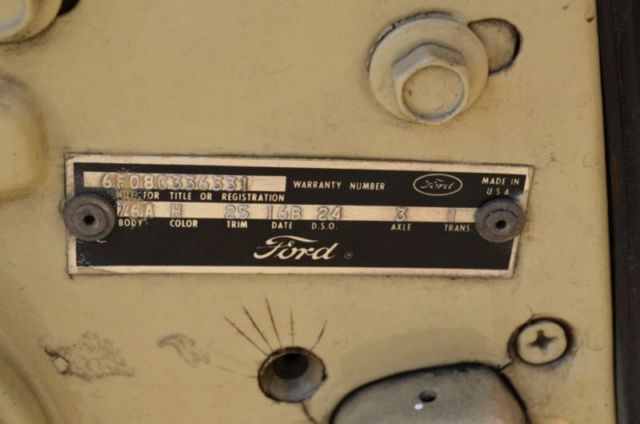 6F08C336331 WARRANTY NUMBER Ford MADE IN U.S.A.
FOR TITLE OR REGISTRATION
76A H 25 16B 24 3 1
BODY COLOR TRIM DATE D.S.O. AXLE TRANS.
Ford ®